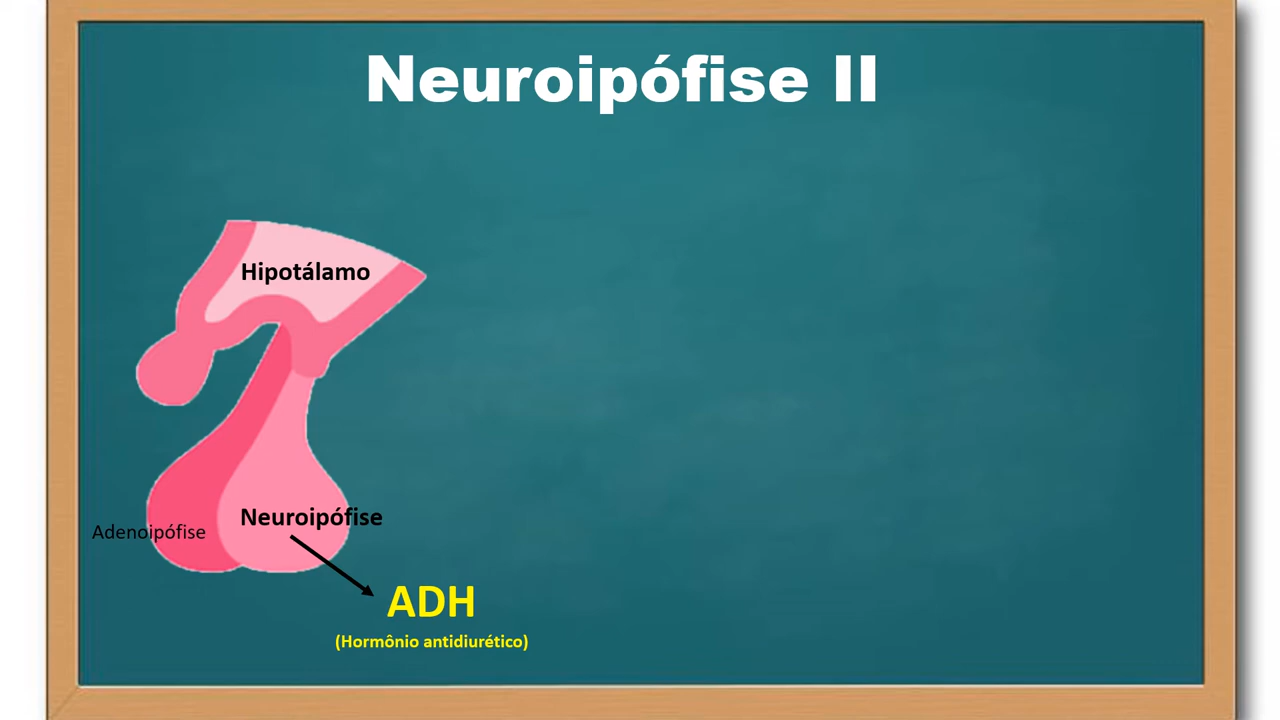 Neuroipófise II
Hipotálamo
Neuroipófise
Adenoipófise
ADH
(Hormônio antidiurético)